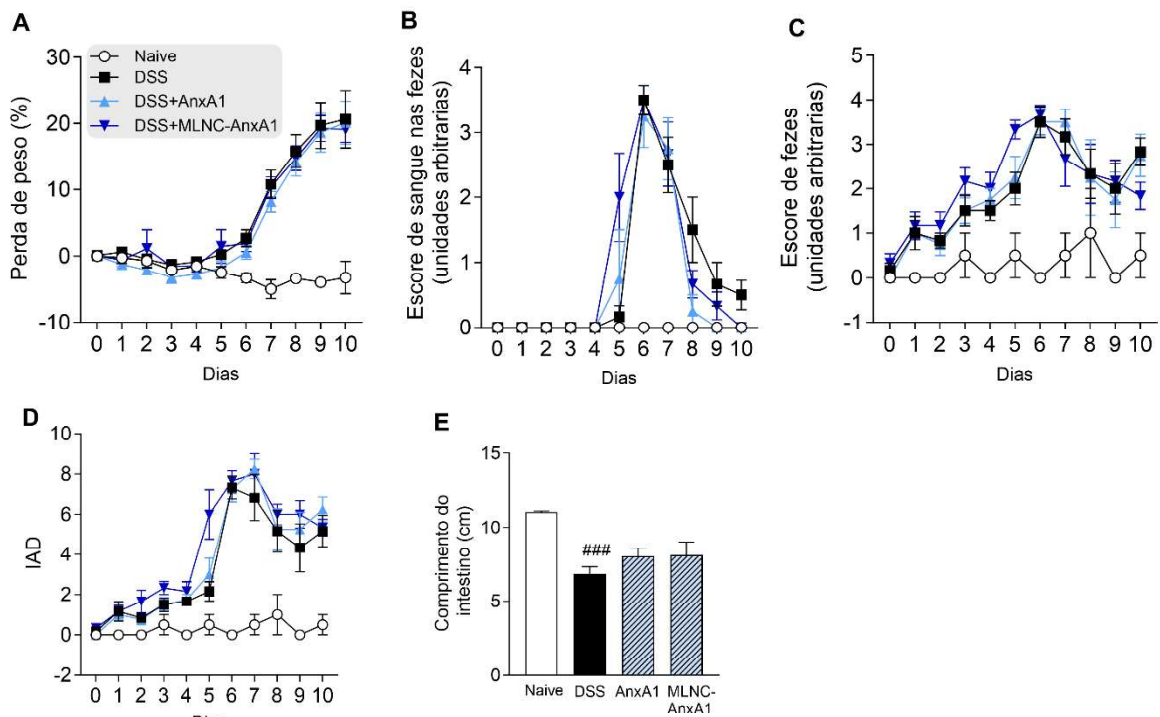 A
Perda de peso (%)
30
20
10
0
-10
0 1 2 3 4 5 6 7 8 9 10
Dias
Naive
DSS
DSS+AnxA1
DSS+MLNC-AnxA1
B
Escore de sangue nas fezes
(unidades arbitrarias)
4
3
2
1
0
0 1 2 3 4 5 6 7 8 9 10
Dias
C
Escore de fezes
(unidades arbitrarias)
5
4
3
2
1
0
-1
0 1 2 3 4 5 6 7 8 9 10
Dias
D
IAD
10
8
6
4
2
0
-2
0 1 2 3 4 5 6 7 8 9 10
E
Comprimento do
intestino (cm)
15
10
5
0
###
Naive
DSS
AnxA1
MLNC-
AnxA1